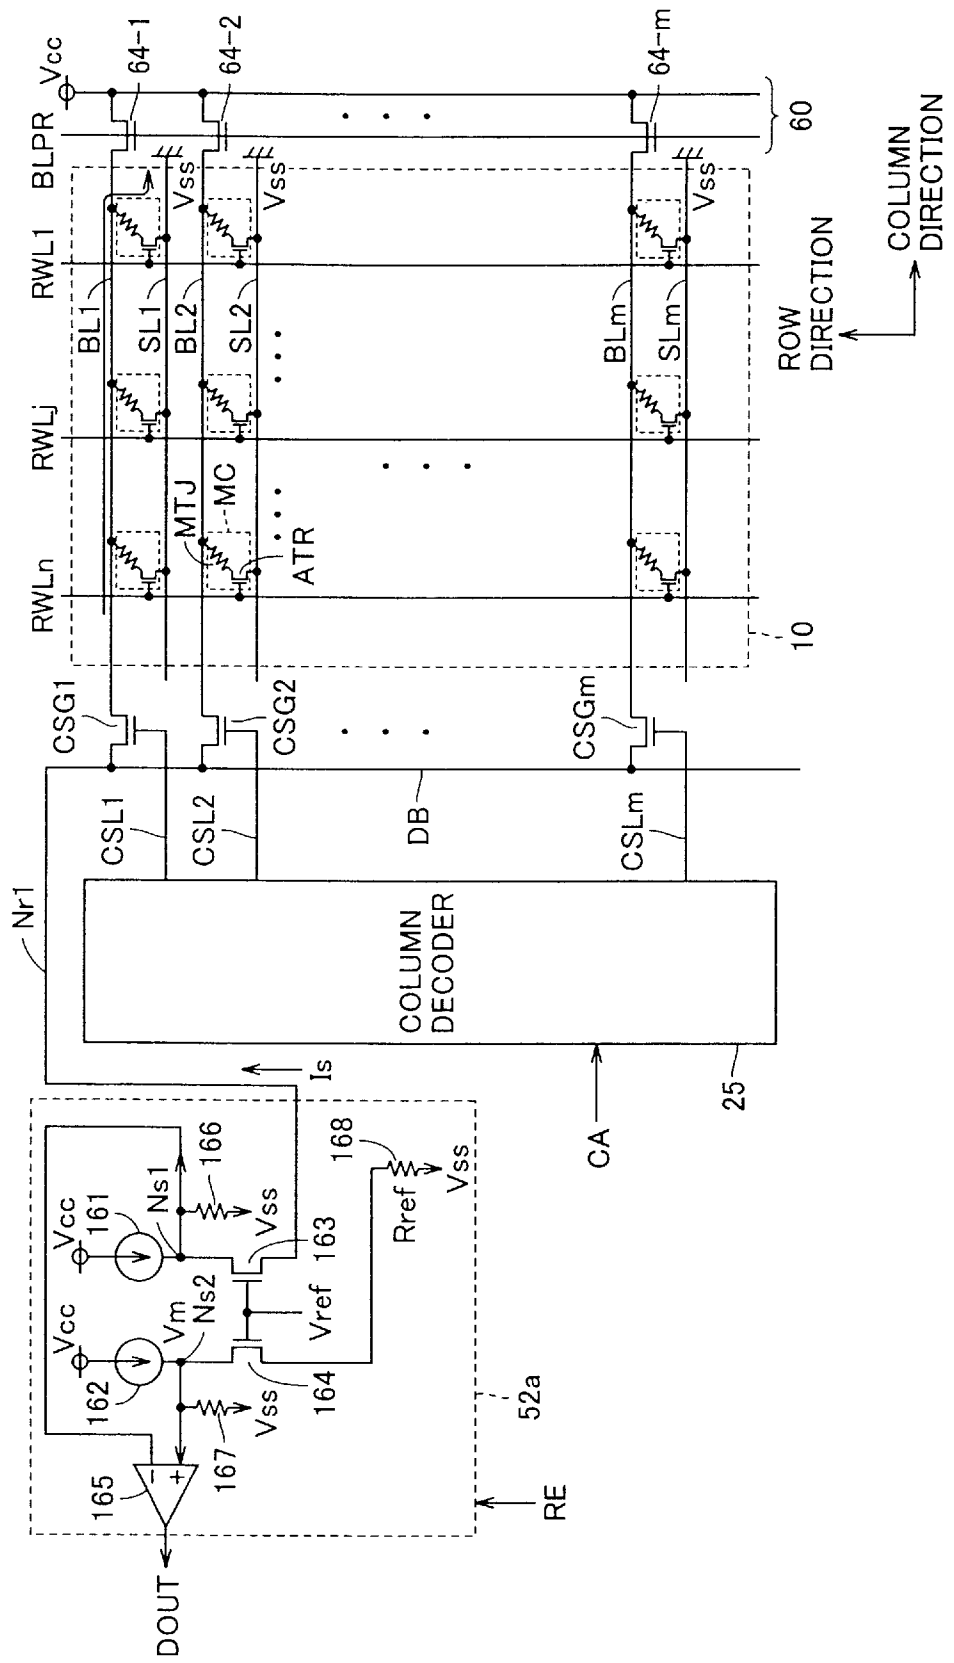 Vcc
BLPR
64-1
64-2
64-m
60
Vss
Vss
Vss
RWL1
BL1
SL1
BL2
SL2
BLm
SLm
ROW
DIRECTION
COLUMN
DIRECTION
RWLj
MTJ
MC
ATR
RWLn
10
CSG1
CSG2
CSGm
CSL1
CSL2
CSLm
DB
Nr1
COLUMN
DECODER
25
CA
Is
Vcc
161
Ns1
166
Vss
163
168
Rref
Vss
Vcc
162
Vm
Ns2
Vref
164
167
Vss
165
-
+
52a
RE
DOUT